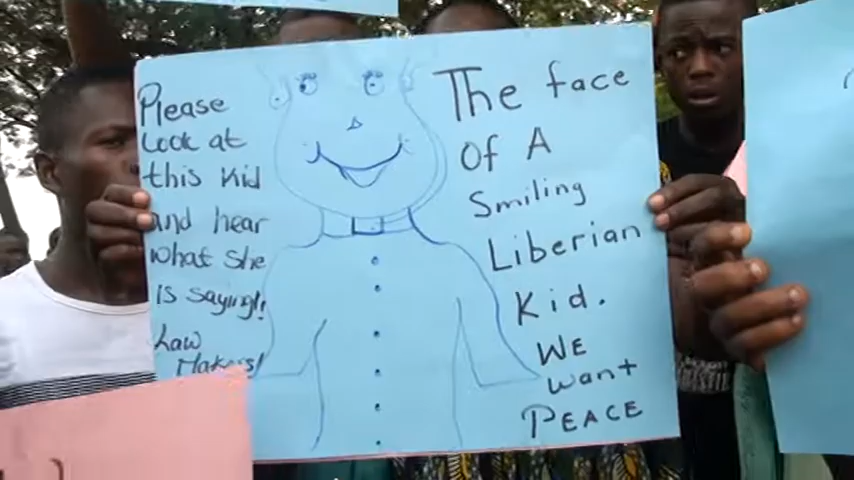 Please
Look at
this Kid
and hear
what She
is Saying!!
Law
Makers!
The face
of A
Smiling
Liberian
Kid.
We
want
PEACE